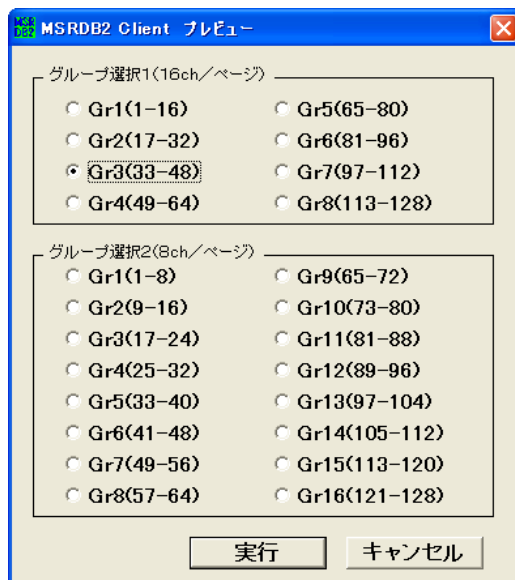 MSR
DB2
MSRDB2 Client プレビュー
グループ選択1(16ch／ページ)
Gr1(1-16)
Gr2(17-32)
Gr3(33-48)
Gr4(49-64)
Gr5(65-80)
Gr6(81-96)
Gr7(97-112)
Gr8(113-128)
グループ選択2(8ch／ページ)
Gr1(1-8)
Gr2(9-16)
Gr3(17-24)
Gr4(25-32)
Gr5(33-40)
Gr6(41-48)
Gr7(49-56)
Gr8(57-64)
Gr9(65-72)
Gr10(73-80)
Gr11(81-88)
Gr12(89-96)
Gr13(97-104)
Gr14(105-112)
Gr15(113-120)
Gr16(121-128)
実行
キャンセル